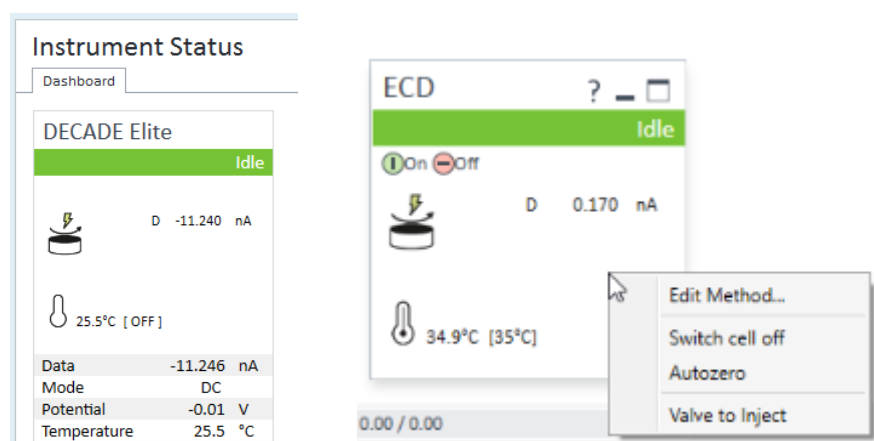 Instrument Status
Dashboard
DECADE Elite
Idle
D -11.240 nA
25.5°C [ OFF ]
Data -11.246 nA
Mode DC
Potential -0.01 V
Temperature 25.5 °C
ECD ?
Idle
On Off
D 0.170 nA
34.9°C [35°C]
0.00 / 0.00
Edit Method...
Switch cell off
Autozero
Valve to Inject